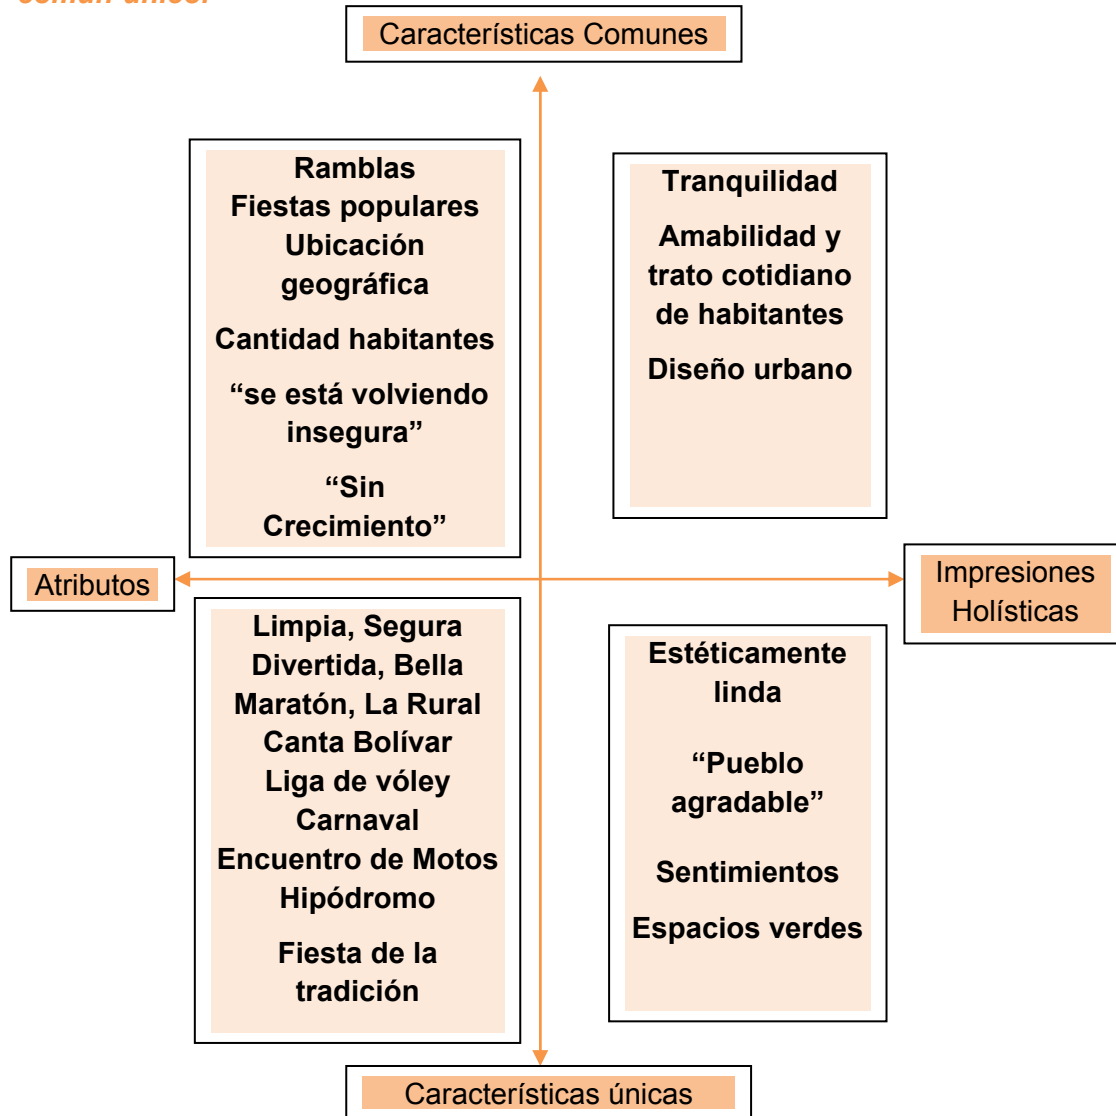 común único.
Características Comunes
Ramblas
Fiestas populares
Ubicación
geográfica
Cantidad habitantes
“se está volviendo
insegura”
“Sin
Crecimiento”
Tranquilidad
Amabilidad y
trato cotidiano
de habitantes
Diseño urbano
Atributos
Impresiones
Holísticas
Limpia, Segura
Divertida, Bella
Maratón, La Rural
Canta Bolívar
Liga de vóley
Carnaval
Encuentro de Motos
Hipódromo
Fiesta de la
tradición
Estéticamente
linda
“Pueblo
agradable”
Sentimientos
Espacios verdes
Características únicas